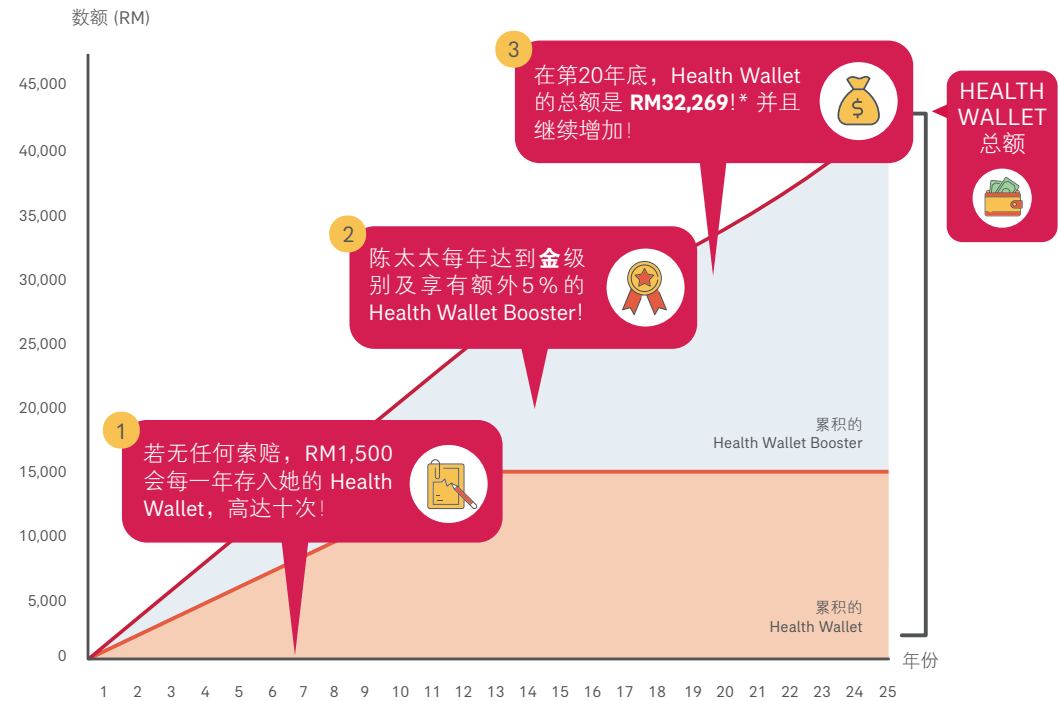 数额 (RM)
45,000
40,000
35,000
30,000
25,000
20,000
15,000
10,000
5,000
0
3
在第20年底，Health Wallet
的总额是 RM32,269!* 并且
继续增加!
HEALTH
WALLET
总额
2
陈太太每年达到金级
别及享有额外5%的
Health Wallet Booster!
1
若无任何索赔，RM1,500
会每一年存入她的 Health
Wallet，高达十次!
累积的
Health Wallet Booster
累积的
Health Wallet
年份
1 2 3 4 5 6 7 8 9 10 11 12 13 14 15 16 17 18 19 20 21 22 23 24 25